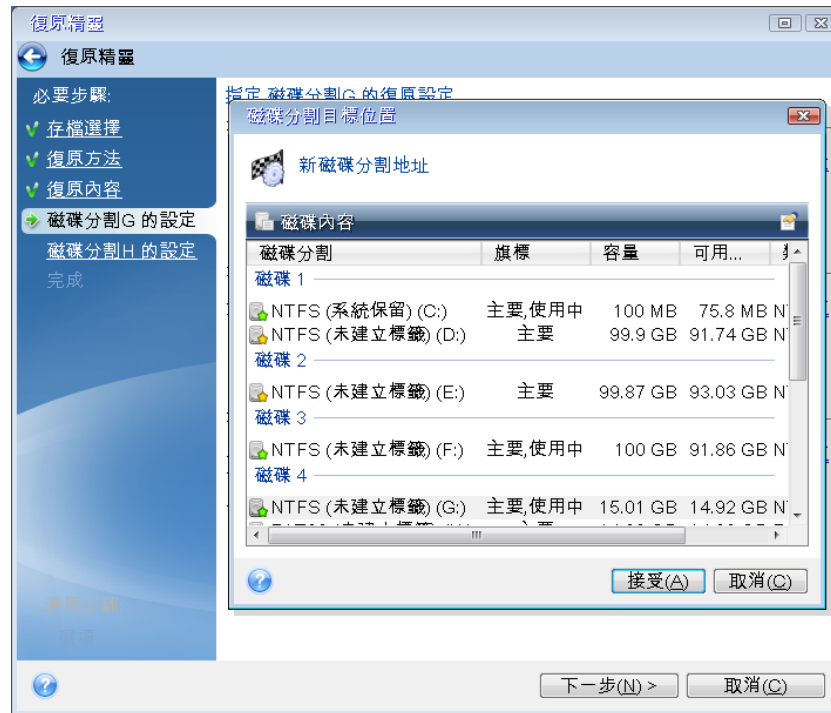 復原精靈
復原精靈
必要步驟:
存檔選擇
復原方法
復原內容
磁碟分割G 的設定
磁碟分割H 的設定
完成
選項
指定 磁碟分割G 的復原設定
磁碟分割目標位置
新磁碟分割地址
磁碟內容
磁碟分割 旗標 容量 可用...
磁碟 1
NTFS (系統保留) (C:) 主要,使用中 100 MB 75.8 MB N
NTFS (未建立標籤) (D:) 主要 99.9 GB 91.74 GB N
磁碟 2
NTFS (未建立標籤) (E:) 主要 99.87 GB 93.03 GB N
磁碟 3
NTFS (未建立標籤) (F:) 主要,使用中 100 GB 91.86 GB N
磁碟 4
NTFS (未建立標籤) (G:) 主要,使用中 15.01 GB 14.92 GB N
接受(A) 取消(C)
下一步(N) > 取消(C)